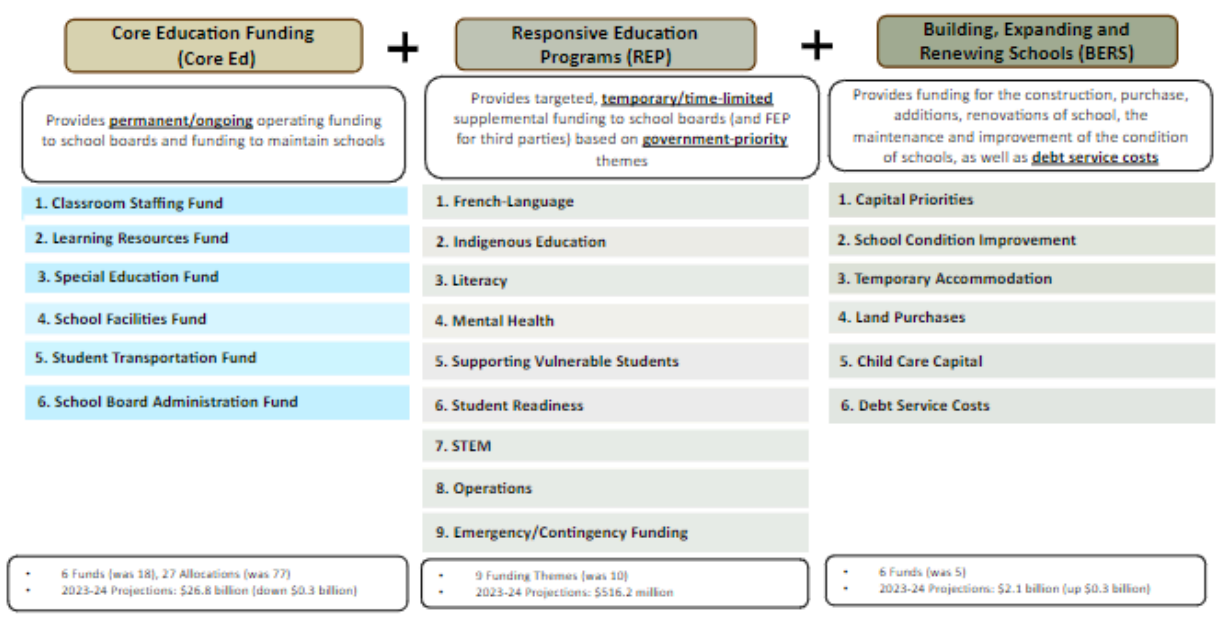 Core Education Funding
(Core Ed)
+
Responsive Education
Programs (REP)
+
Building, Expanding and
Renewing Schools (BERS)
Provides permanent/ongoing operating funding
to school boards and funding to maintain schools
Provides targeted, temporary/time-limited
supplemental funding to school boards (and FEP
for third parties) based on government-priority
themes
Provides funding for the construction, purchase,
additions, renovations of school, the
maintenance and improvement of the condition
of schools, as well as debt service costs
1. Classroom Staffing Fund
2. Learning Resources Fund
3. Special Education Fund
4. School Facilities Fund
5. Student Transportation Fund
6. School Board Administration Fund
1. French-Language
2. Indigenous Education
3. Literacy
4. Mental Health
5. Supporting Vulnerable Students
6. Student Readiness
7. STEM
8. Operations
9. Emergency/Contingency Funding
1. Capital Priorities
2. School Condition Improvement
3. Temporary Accommodation
4. Land Purchases
5. Child Care Capital
6. Debt Service Costs
• 6 Funds (was 18), 27 Allocations (was 77)
• 2023-24 Projections: $26.8 billion (down $0.3 billion)
• 9 Funding Themes (was 10)
• 2023-24 Projections: $516.2 million
• 6 Funds (was 5)
• 2023-24 Projections: $2.1 billion (up $0.3 billion)